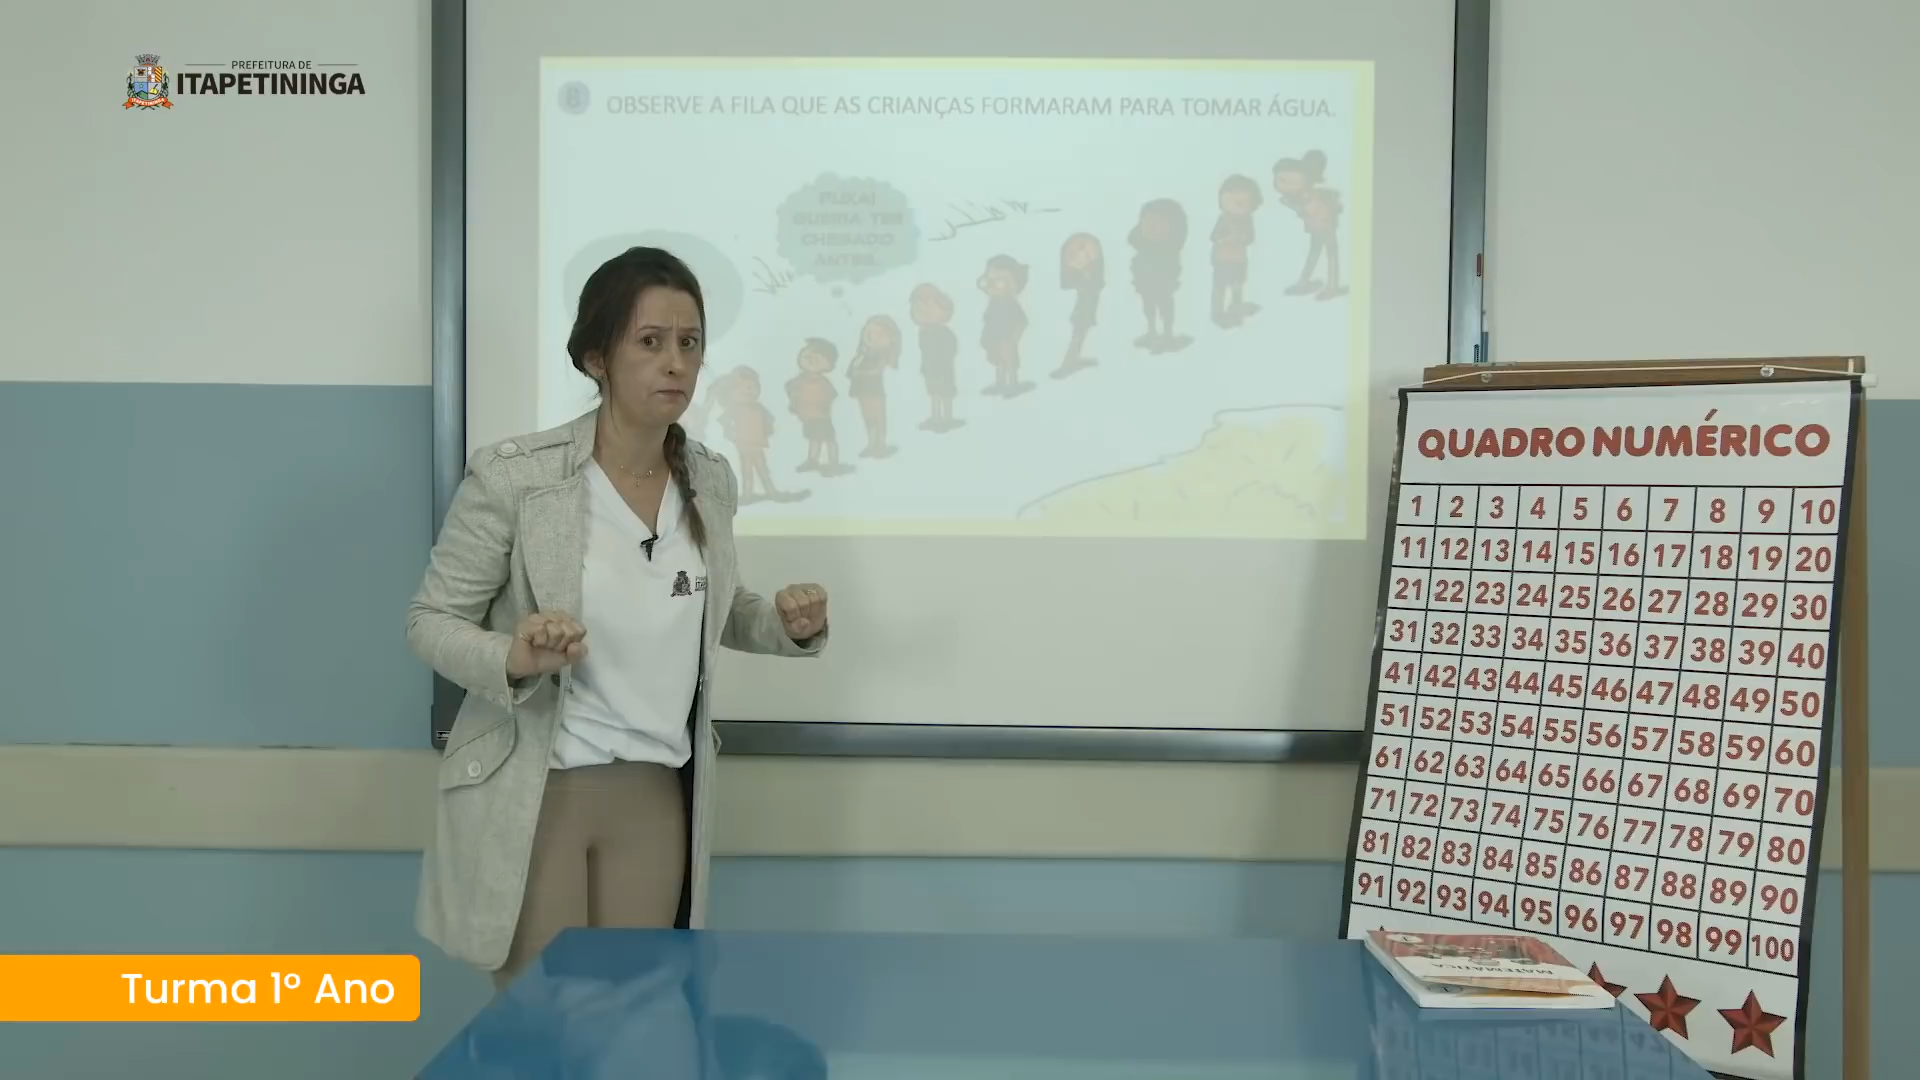 PREFEITURA DE
ITAPETININGA
8 OBSERVE A FILA QUE AS CRIANÇAS FORMARAM PARA TOMAR ÁGUA.
PUXA!
QUERIA TER
CHEGADO
ANTES.
QUADRO NUMÉRICO
1 2 3 4 5 6 7 8 9 10
11 12 13 14 15 16 17 18 19 20
21 22 23 24 25 26 27 28 29 30
31 32 33 34 35 36 37 38 39 40
41 42 43 44 45 46 47 48 49 50
51 52 53 54 55 56 57 58 59 60
61 62 63 64 65 66 67 68 69 70
71 72 73 74 75 76 77 78 79 80
81 82 83 84 85 86 87 88 89 90
91 92 93 94 95 96 97 98 99 100
MATEMÁTICA
Turma 1º Ano